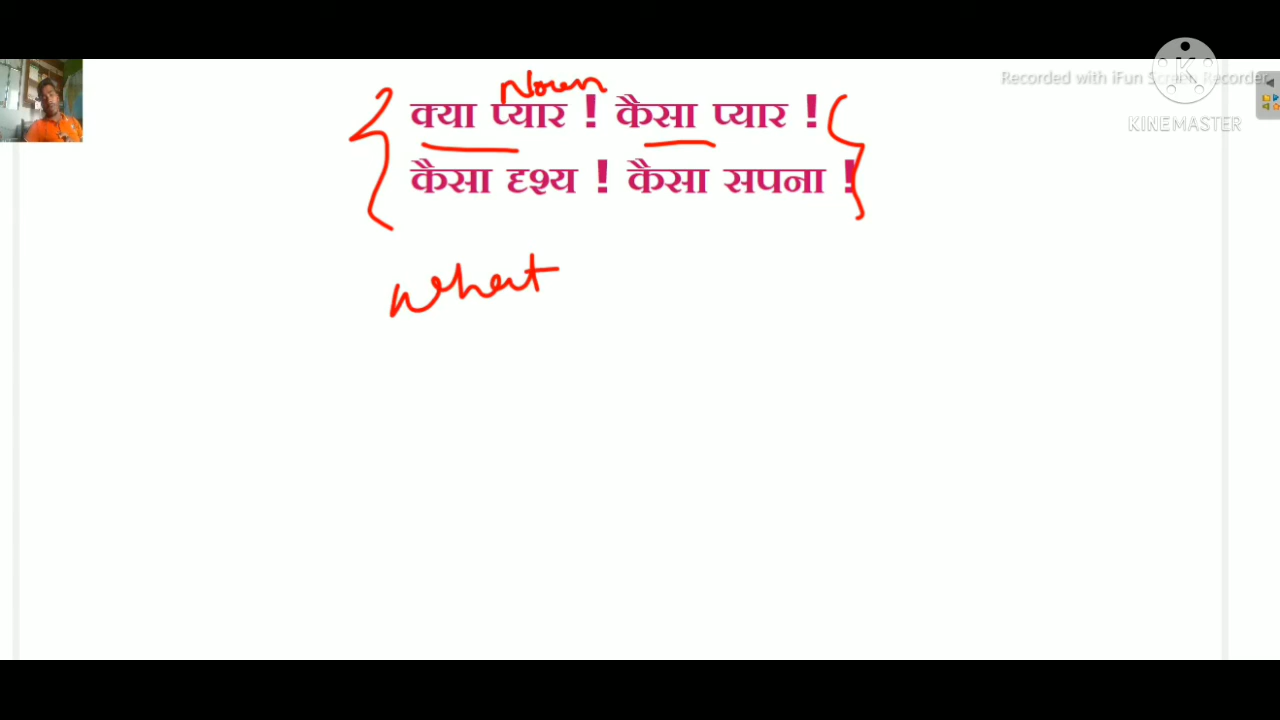 Recorded with iFun Screen Recorder
KINEMASTER
Noun
क्या प्यार ! कैसा प्यार !
कैसा दृश्य ! कैसा सपना !
what